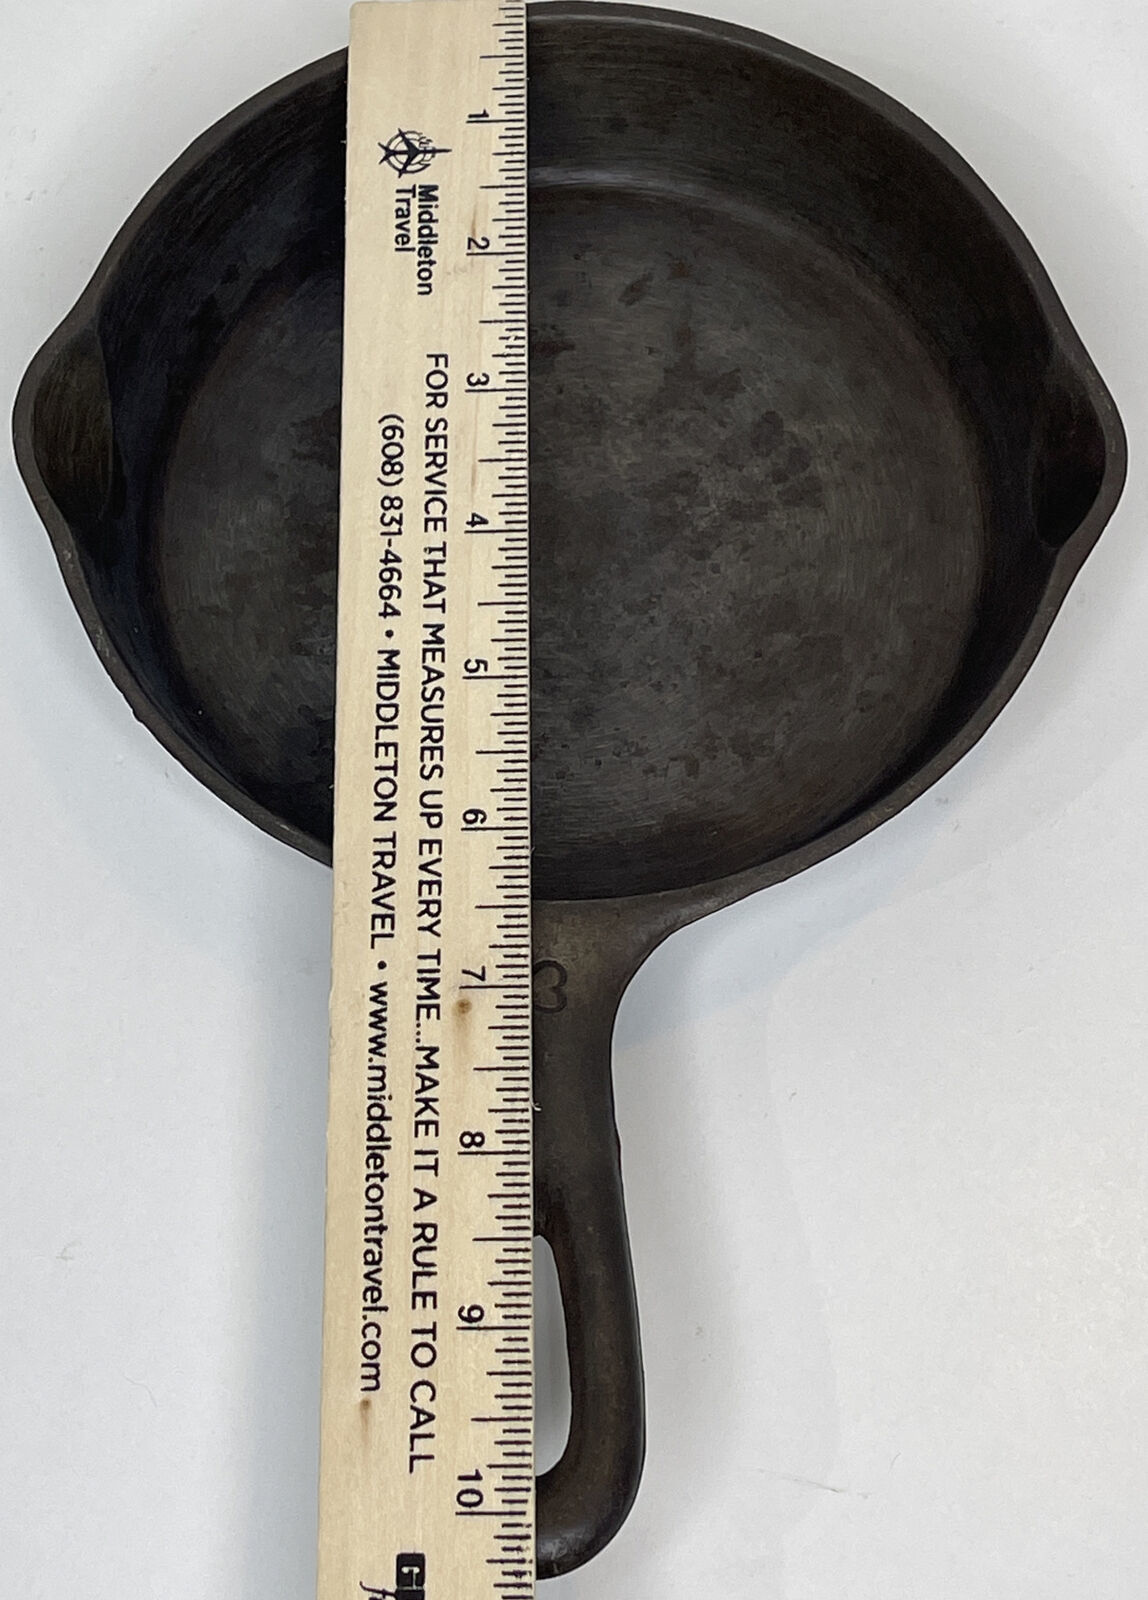 Middleton
Travel
FOR SERVICE THAT MEASURES UP EVERY TIME...MAKE IT A RULE TO CALL
(608) 831-4664 • MIDDLETON TRAVEL • www.middletontravel.com
1
2
3
4
5
6
7
8
9
10
3